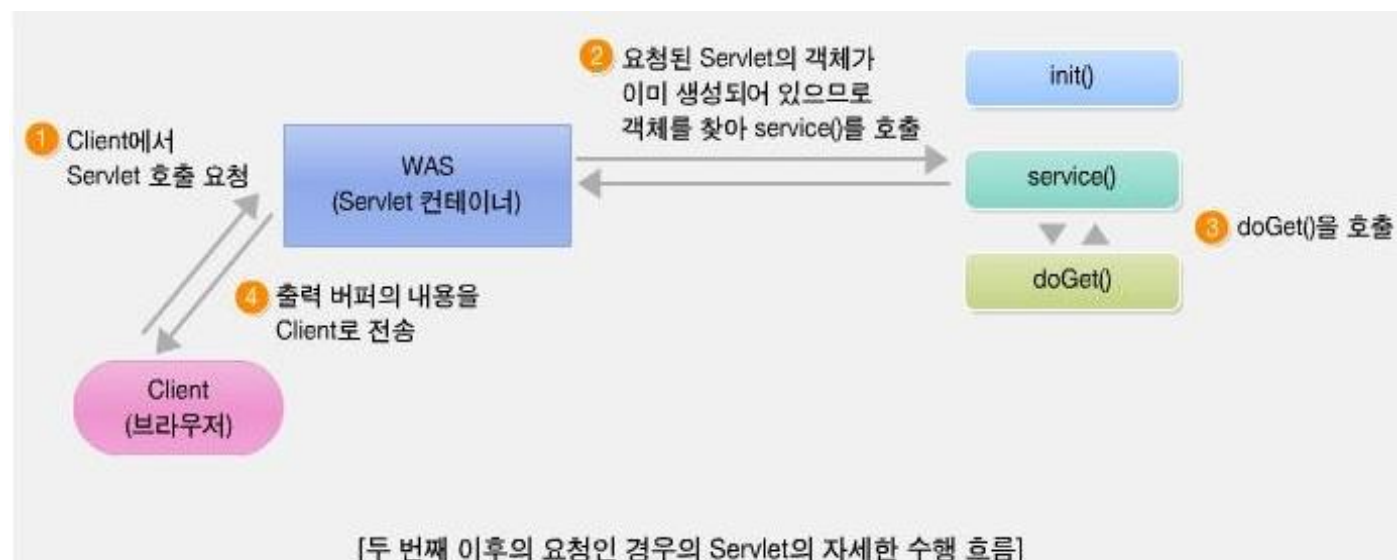 1 Client에서
Servlet 호출 요청
WAS
(Servlet 컨테이너)
2 요청된 Servlet의 객체가
이미 생성되어 있으므로
객체를 찾아 service()를 호출
init()
service()
3 doGet()을 호출
doGet()
4 출력 버퍼의 내용을
Client로 전송
Client
(브라우저)
[두 번째 이후의 요청인 경우의 Servlet의 자세한 수행 흐름]